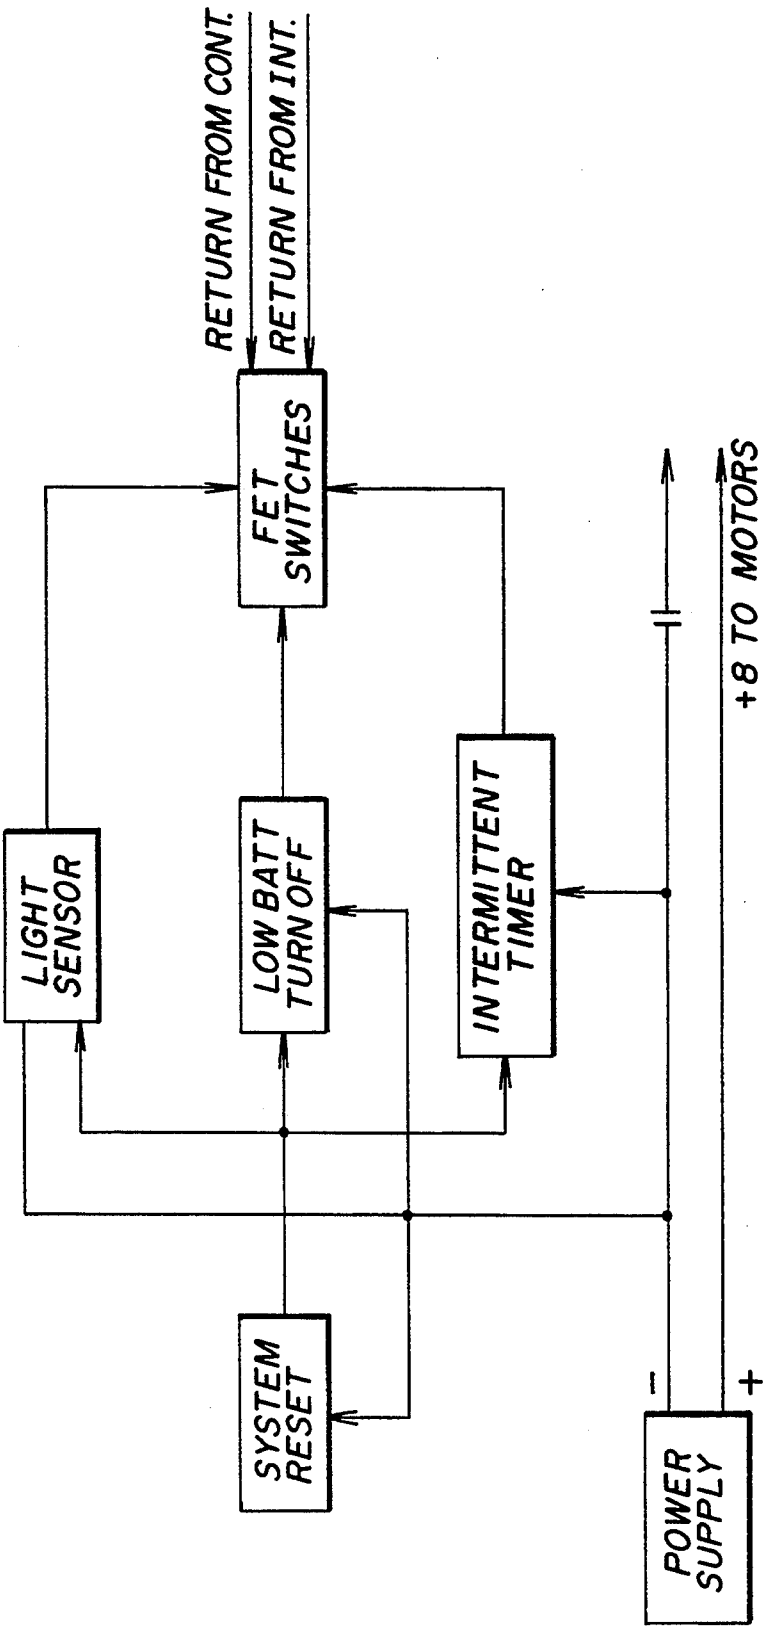 RETURN FROM CONT.
RETURN FROM INT.
FET
SWITCHES
LIGHT
SENSOR
LOW BATT
TURN OFF
INTERMITTENT
TIMER
SYSTEM
RESET
POWER
SUPPLY
-
+
+8 TO MOTORS